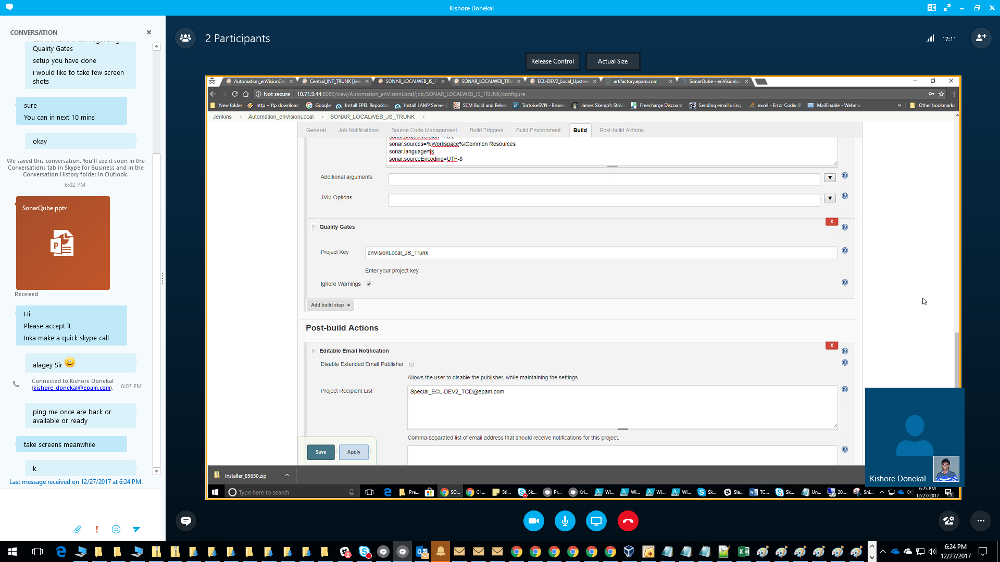 Kishore Donekal
CONVERSATION
can we have a call regarding
Quality Gates
setup you have done
i would like to take few screen
shots
sure
You can in next 10 mins
okay
We saved this conversation. You'll see it soon in the
Conversations tab in Skype for Business and in the
Conversation History folder in Outlook.
6:02 PM
SonarQube.pptx
Received
Hi
Please accept it
Inka make a quick skype call
alagey Sir
Connected to Kishore Donekal
(kishore_donekal@epam.com).
6:07 PM
ping me once are back or
available or ready
take screens meanwhile
k
Last message received on 12/27/2017 at 6:24 PM.
2 Participants
17:11
Release Control
Actual Size
Automation_enVisionCen
Central_INT_TRUNK [Jen
SONAR_LOCALWEB_JS_T
SONAR_LOCALWEB_TRU
ECL-DEV2_Local_Upstrea
artifactory.epam.com
SonarQube - enVisionLo
Not secure
10.71.9.44:8080/view/Automation_enVisionLocal/job/SONAR_LOCALWEB_JS_TRUNK/configure
New folder
http + ftp download
Google
Install EPEL Repositor
Install LAMP Server (
SCM Build and Relea
TortoiseSVN - Browse
James Skemp's Strivi
Freecharge Discount
Sending email using
excel - Error Code: 80
MailEnable - Webma
»
Other bookmarks
Jenkins
Automation_enVisionLocal
SONAR_LOCALWEB_JS_TRUNK
General
Job Notifications
Source Code Management
Build Triggers
Build Environment
Build
Post-build Actions
sonar.sources=%Workspace%/Common Resources
sonar.language=js
sonar.sourceEncoding=UTF-8
Additional arguments
JVM Options
Quality Gates
X
Project Key
enVisionLocal_JS_Trunk
Enter your project key.
Ignore Warnings
Add build step
Post-build Actions
Editable Email Notification
X
Disable Extended Email Publisher
Allows the user to disable the publisher, while maintaining the settings
Project Recipient List
Special_ECL-DEV2_TCD@epam.com
Comma-separated list of email address that should receive notifications for this project.
Save
Apply
Kishore Donekal
Installer_85650.zip
Type here to search
Pre...
SO...
CI ...
Sti...
Sk...
Pr...
Kri...
Wi...
Wi...
Wi...
Wi...
Sk...
Sla...
TC...
Sk...
Un...
20...
Sni...
6:25 PM
12/27/2017
1
2
6:24 PM
12/27/2017